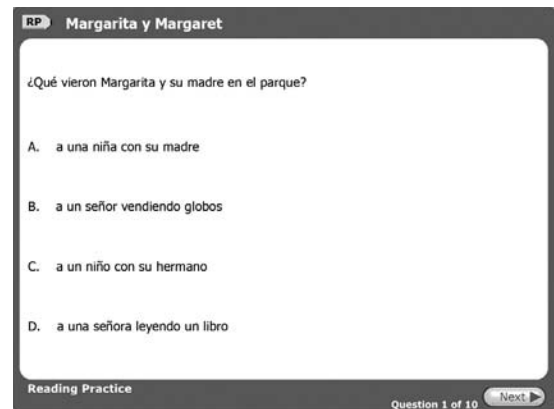 RP Margarita y Margaret
¿Qué vieron Margarita y su madre en el parque?
A. a una niña con su madre
B. a un señor vendiendo globos
C. a un niño con su hermano
D. a una señora leyendo un libro
Reading Practice
Question 1 of 10 Next